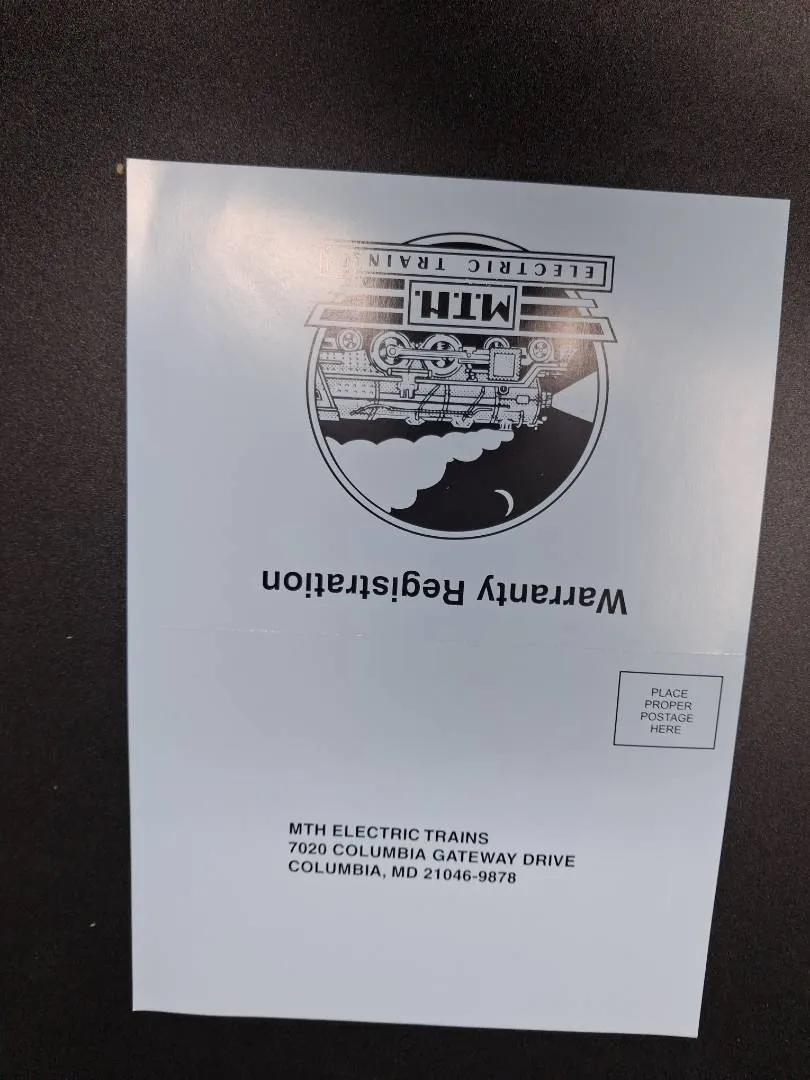 ELECTRIC TRAINS
M.T.H.
Warranty Registration
PLACE
PROPER
POSTAGE
HERE
MTH ELECTRIC TRAINS
7020 COLUMBIA GATEWAY DRIVE
COLUMBIA, MD 21046-9878